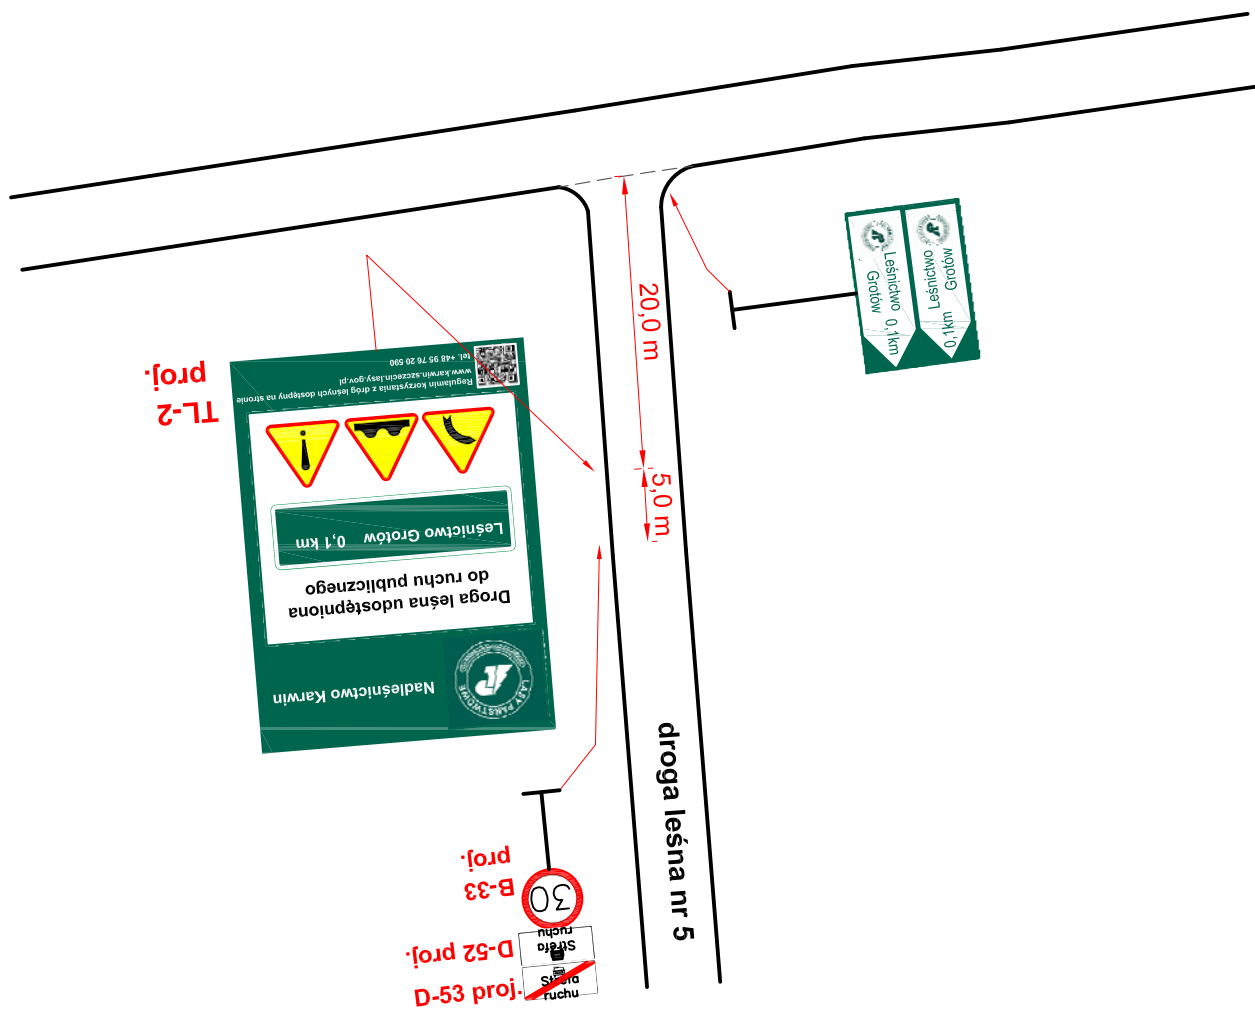 Leśnictwo 0,1km
Grotów
Leśnictwo
Grotów
0,1km
20,0 m
5,0 m
TL-2
proj.
Nadleśnictwo Karwin
LASY PAŃSTWOWE
Droga leśna udostępniona
do ruchu publicznego
Leśnictwo Grotów 0,1 km
Regulamin korzystania z dróg leśnych dostępny na stronie
www.karwin.szczecin.lasy.gov.pl
tel. +48 95 76 20 590
droga leśna nr 5
B-33
proj.
30
D-52 proj.
Strefa
ruchu
D-53 proj.
Strefa
ruchu